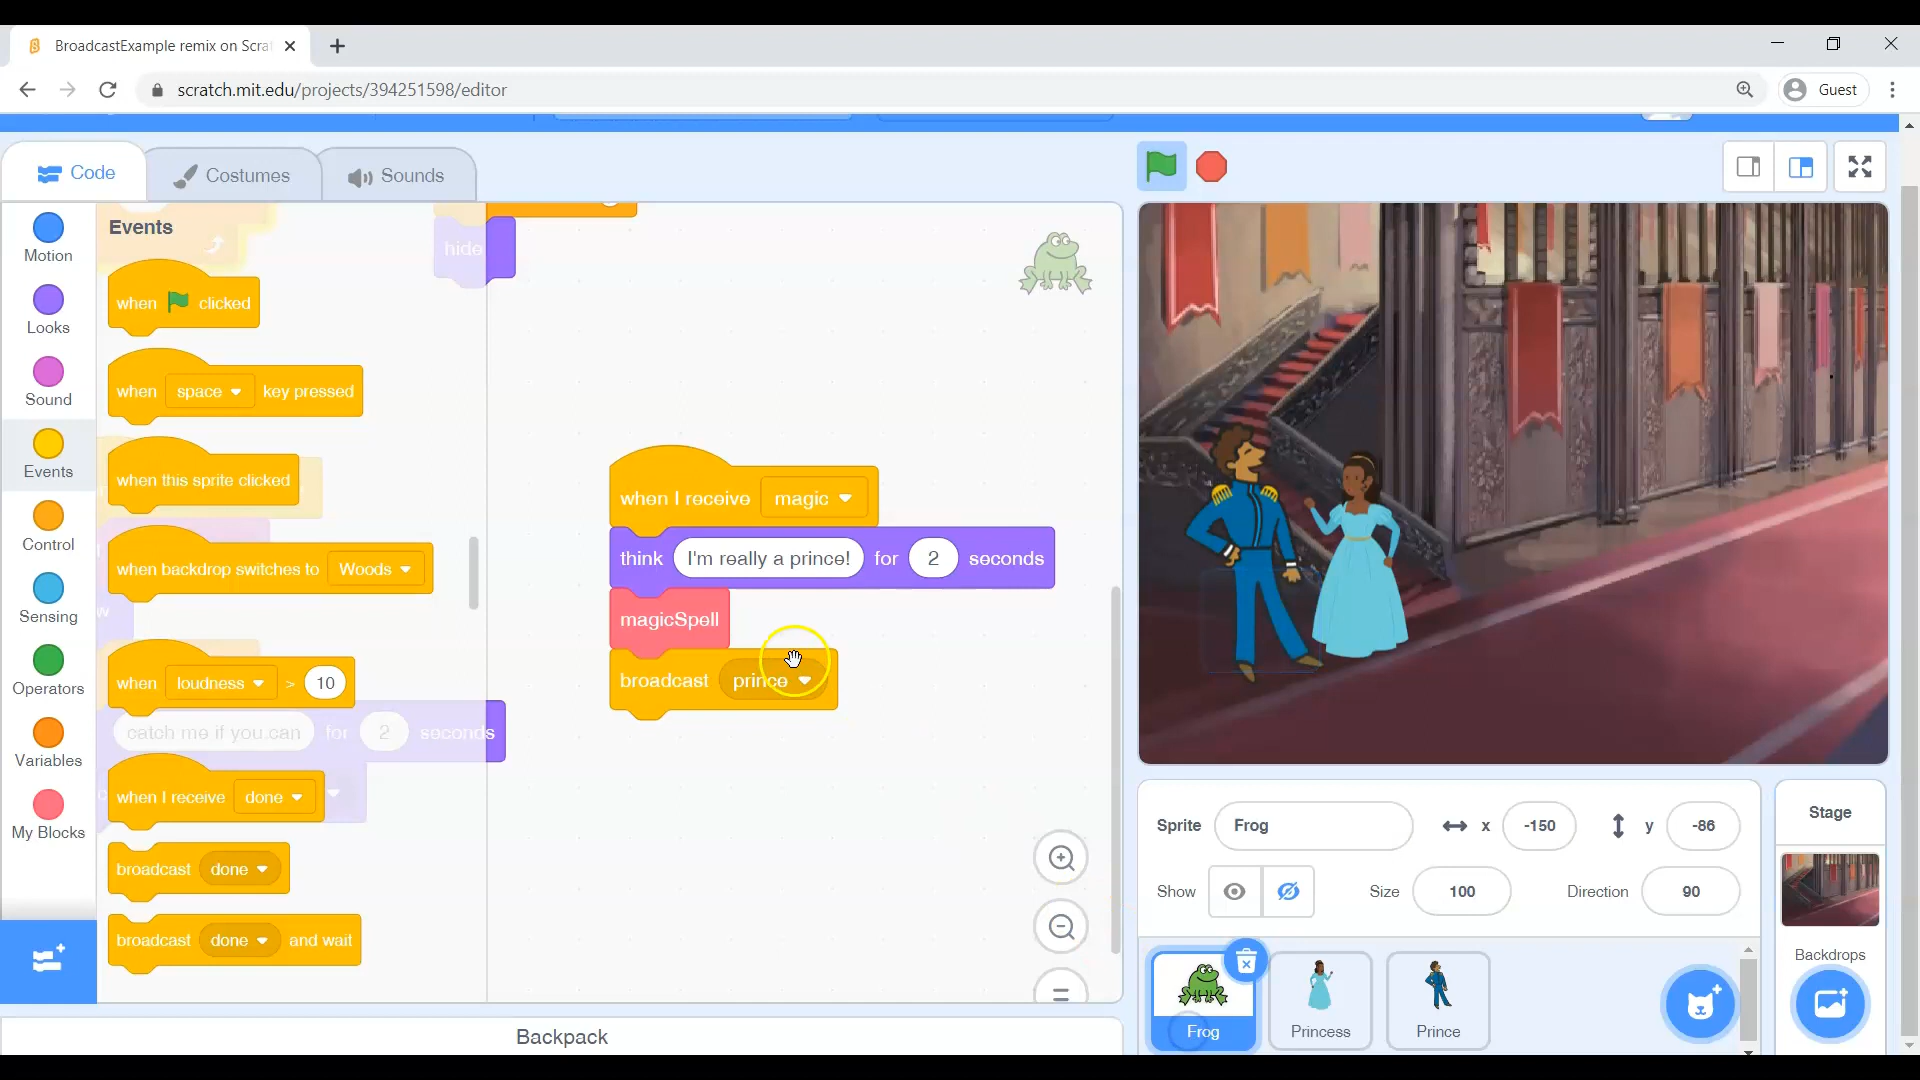 BroadcastExample remix on Scra
scratch.mit.edu/projects/394251598/editor
Guest
Code
Costumes
Sounds
Motion
Looks
Sound
Events
Control
Sensing
Operators
Variables
My Blocks
Events
when clicked
when space key pressed
when this sprite clicked
when backdrop switches to Woods
when loudness > 10
when I receive done
broadcast done
broadcast done and wait
hide
catch me if you can for 2 seconds
when I receive magic
think I'm really a prince! for 2 seconds
magicSpell
broadcast prince
Backpack
Sprite Frog x -150 y -86
Show Size 100 Direction 90
Frog
Princess
Prince
Stage
Backdrops